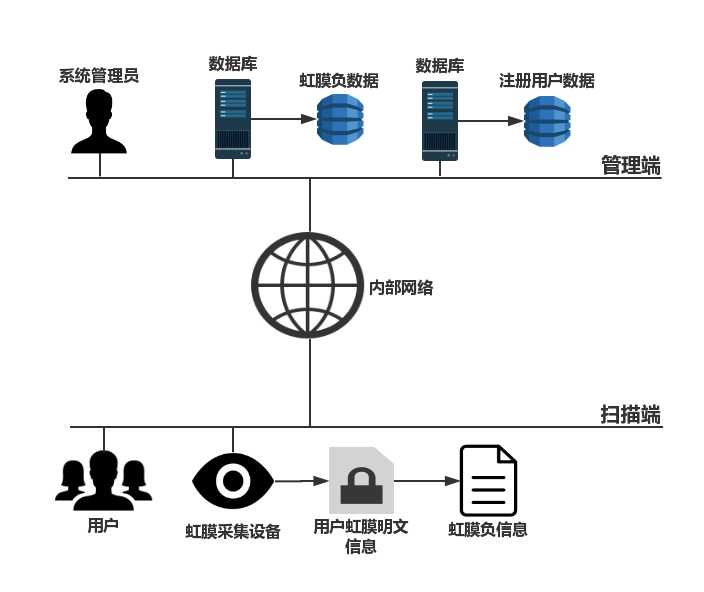 系统管理员
数据库
虹膜负数据
数据库
注册用户数据
管理端
内部网络
扫描端
用户
虹膜采集设备
用户虹膜明文
信息
虹膜负信息